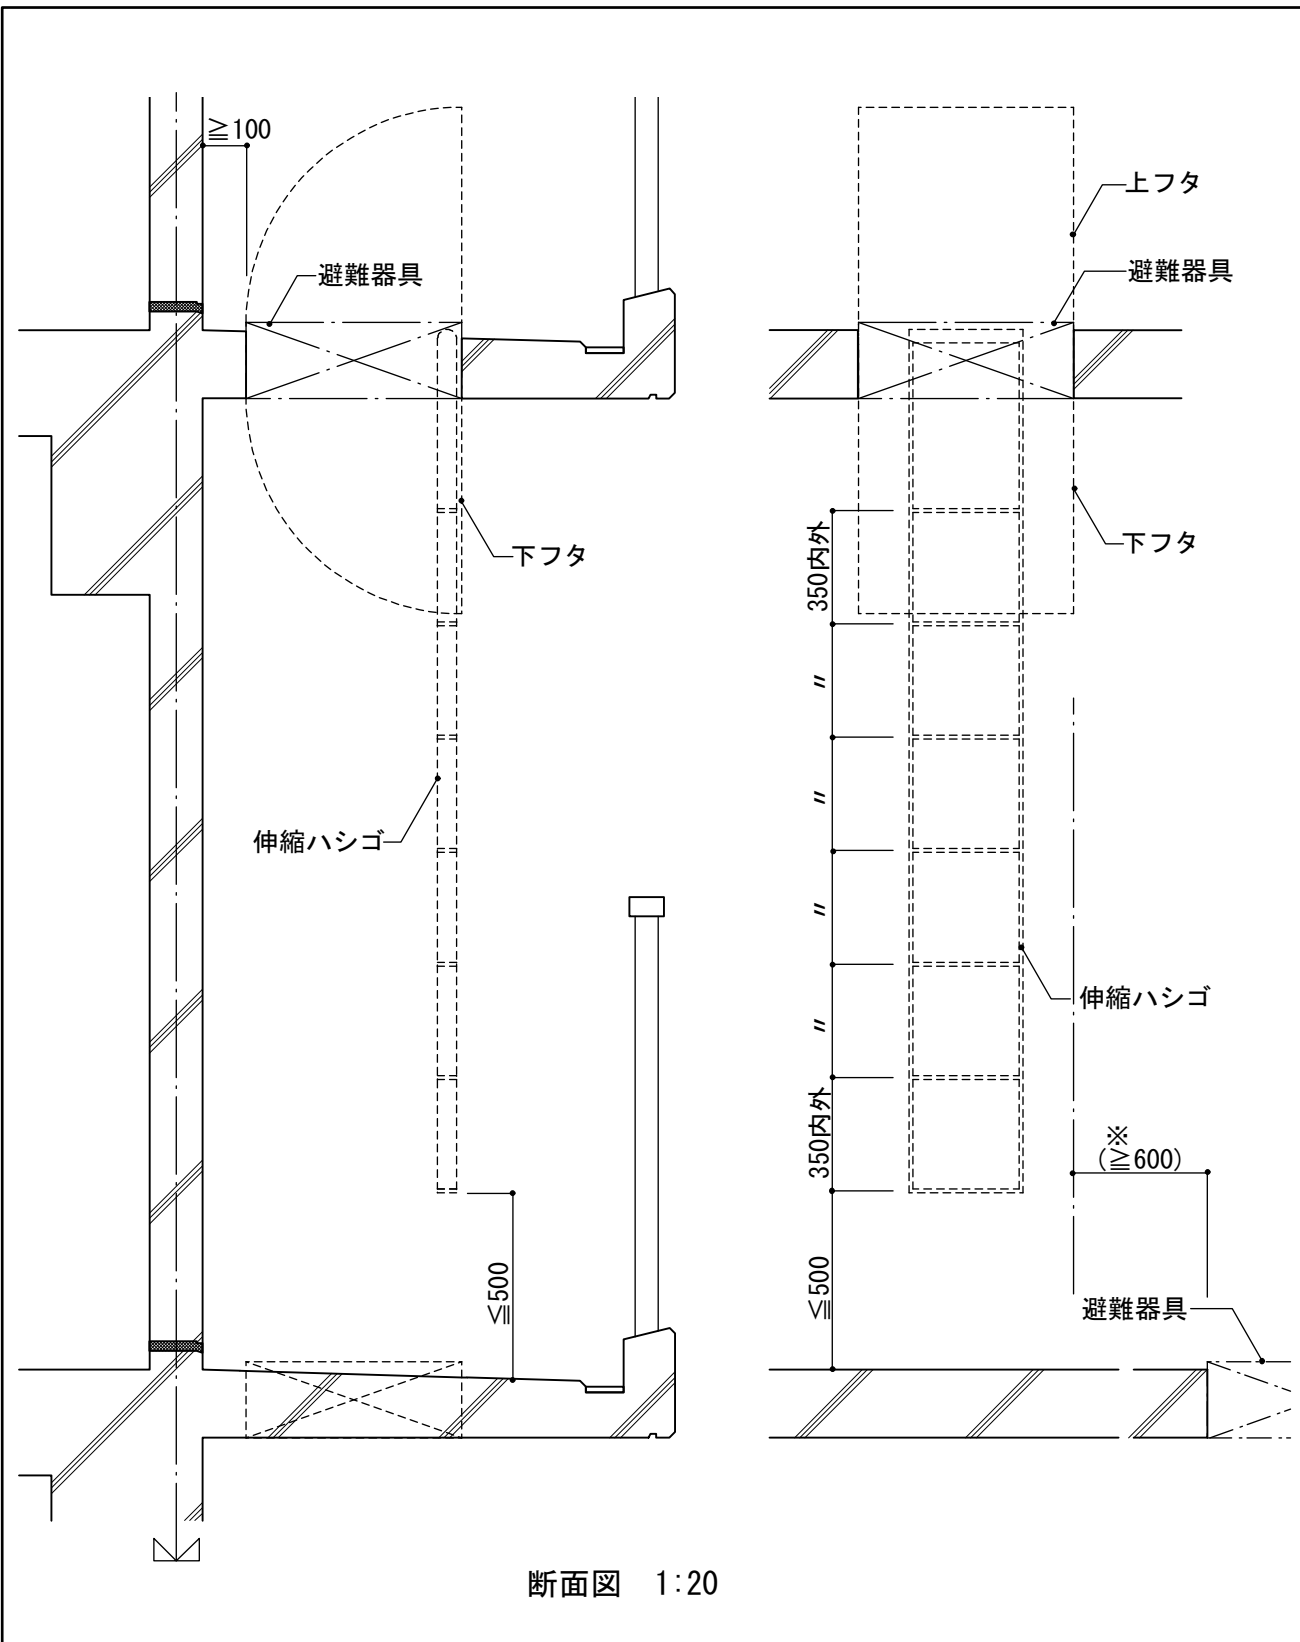 ≧100
避難器具
下フタ
伸縮ハシゴ
≦500
上フタ
避難器具
下フタ
350内外
〃
〃
〃
〃
350内外
≦500
伸縮ハシゴ
※
(≧600)
避難器具
断面図 1:20